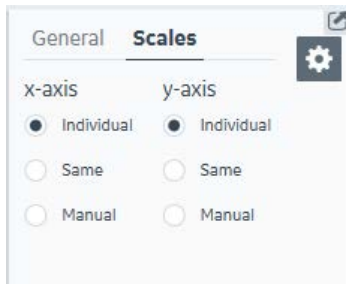 General Scales
x-axis y-axis
Individual Individual
Same Same
Manual Manual